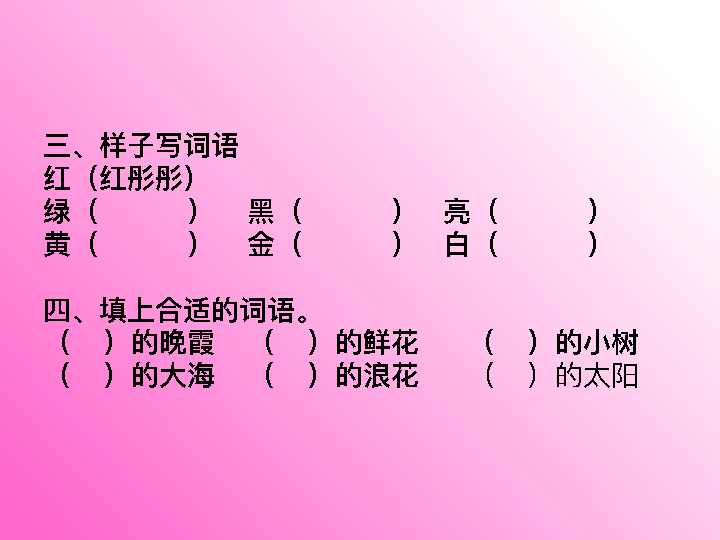 三、样子写词语
红（红彤彤）
绿（　　　） 黑（　　　） 亮（　　　）
黄（　　　） 金（　　　） 白（　　　）
四、填上合适的词语。
（　）的晚霞 （　）的鲜花 （　）的小树
（　）的大海 （　）的浪花 （　）的太阳